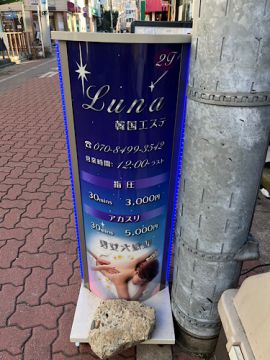 2F
Luna
韓国エステ
☎070-8499-3542
営業時間：12:00~ラスト
指圧
30mins 3,000円
アカスリ
30mins 5,000円
男女大歓迎